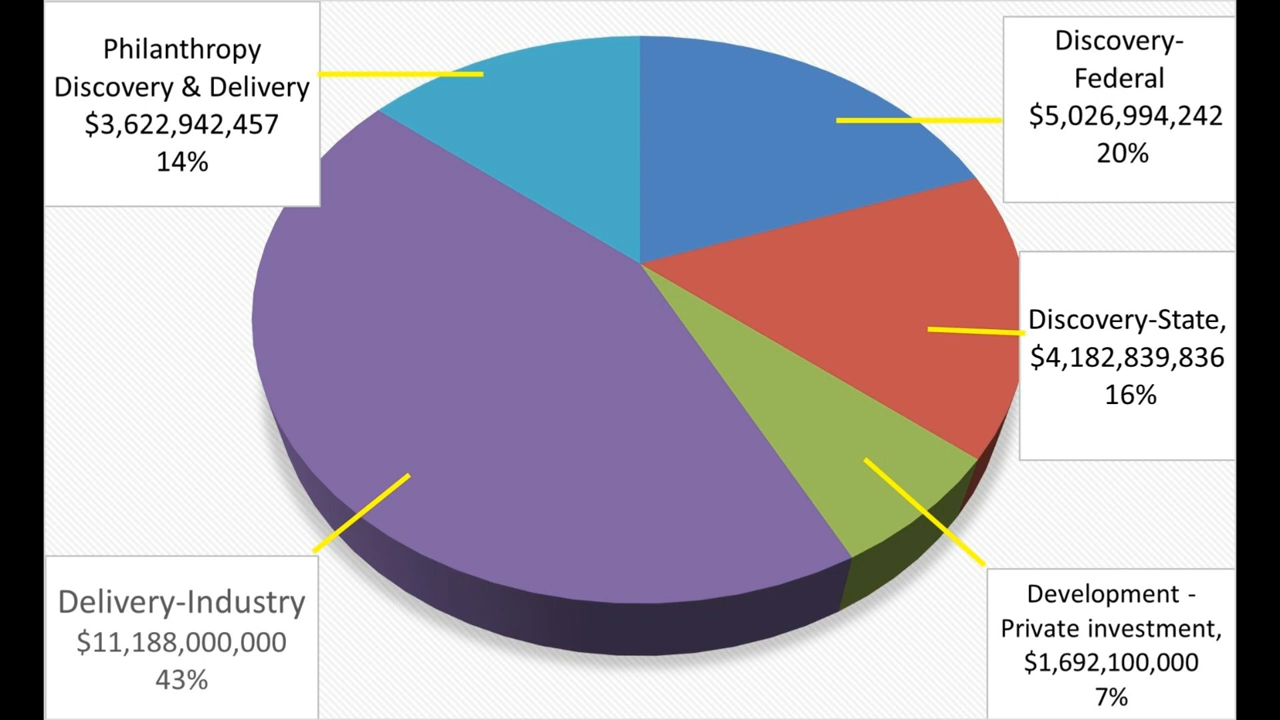 Philanthropy
Discovery & Delivery
$3,622,942,457
14%
Discovery-
Federal
$5,026,994,242
20%
Discovery-State,
$4,182,839,836
16%
Delivery-Industry
$11,188,000,000
43%
Development -
Private investment,
$1,692,100,000
7%